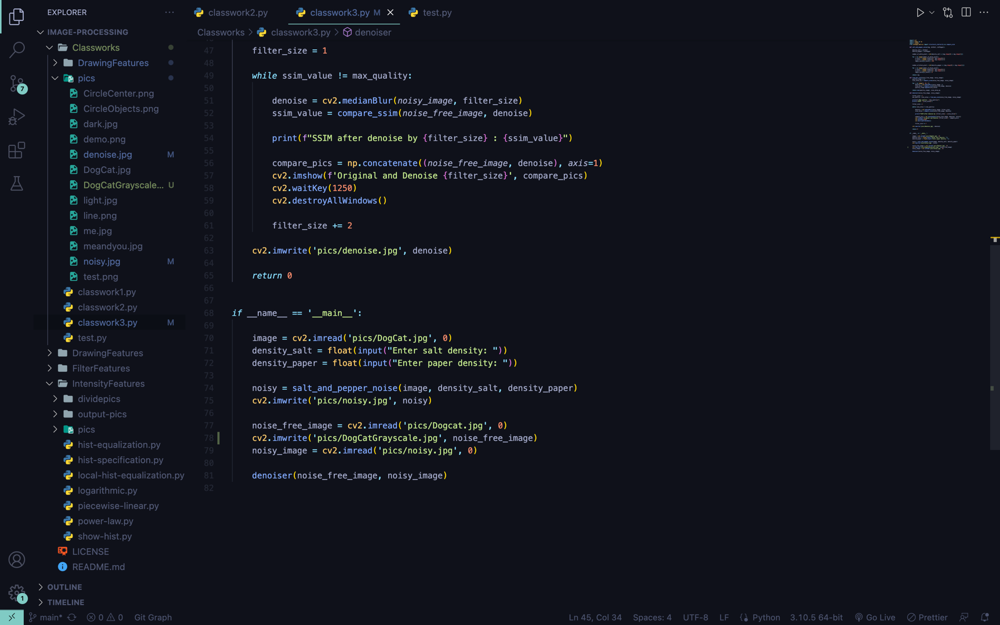 EXPLORER
classwork2.py
classwork3.py M
test.py
IMAGE-PROCESSING
Classworks > classwork3.py > denoiser
Classworks
DrawingFeatures
pics
CircleCenter.png
CircleObjects.png
dark.jpg
demo.png
denoise.jpg M
DogCat.jpg
DogCatGrayscale... U
light.jpg
line.png
me.jpg
meandyou.jpg
noisy.jpg M
test.png
classwork1.py
classwork2.py
classwork3.py M
test.py
DrawingFeatures
FilterFeatures
IntensityFeatures
dividepics
output-pics
pics
hist-equalization.py
hist-specification.py
local-hist-equalization.py
logarithmic.py
piecewise-linear.py
power-law.py
show-hist.py
LICENSE
README.md
OUTLINE
TIMELINE
7
1
47 filter_size = 1
48
49 while ssim_value != max_quality:
50
51 denoise = cv2.medianBlur(noisy_image, filter_size)
52 ssim_value = compare_ssim(noise_free_image, denoise)
53
54 print(f"SSIM after denoise by {filter_size} : {ssim_value}")
55
56 compare_pics = np.concatenate((noise_free_image, denoise), axis=1)
57 cv2.imshow(f'Original and Denoise {filter_size}', compare_pics)
58 cv2.waitKey(1250)
59 cv2.destroyAllWindows()
60
61 filter_size += 2
62
63 cv2.imwrite('pics/denoise.jpg', denoise)
64
65 return 0
66
67
68 if __name__ == '__main__':
69
70 image = cv2.imread('pics/DogCat.jpg', 0)
71 density_salt = float(input("Enter salt density: "))
72 density_paper = float(input("Enter paper density: "))
73
74 noisy = salt_and_pepper_noise(image, density_salt, density_paper)
75 cv2.imwrite('pics/noisy.jpg', noisy)
76
77 noise_free_image = cv2.imread('pics/Dogcat.jpg', 0)
78 cv2.imwrite('pics/DogCatGrayscale.jpg', noise_free_image)
79 noisy_image = cv2.imread('pics/noisy.jpg', 0)
80
81 denoiser(noise_free_image, noisy_image)
82
main* 0 0 Git Graph Ln 45, Col 34 Spaces: 4 UTF-8 LF Python 3.10.5 64-bit Go Live Prettier